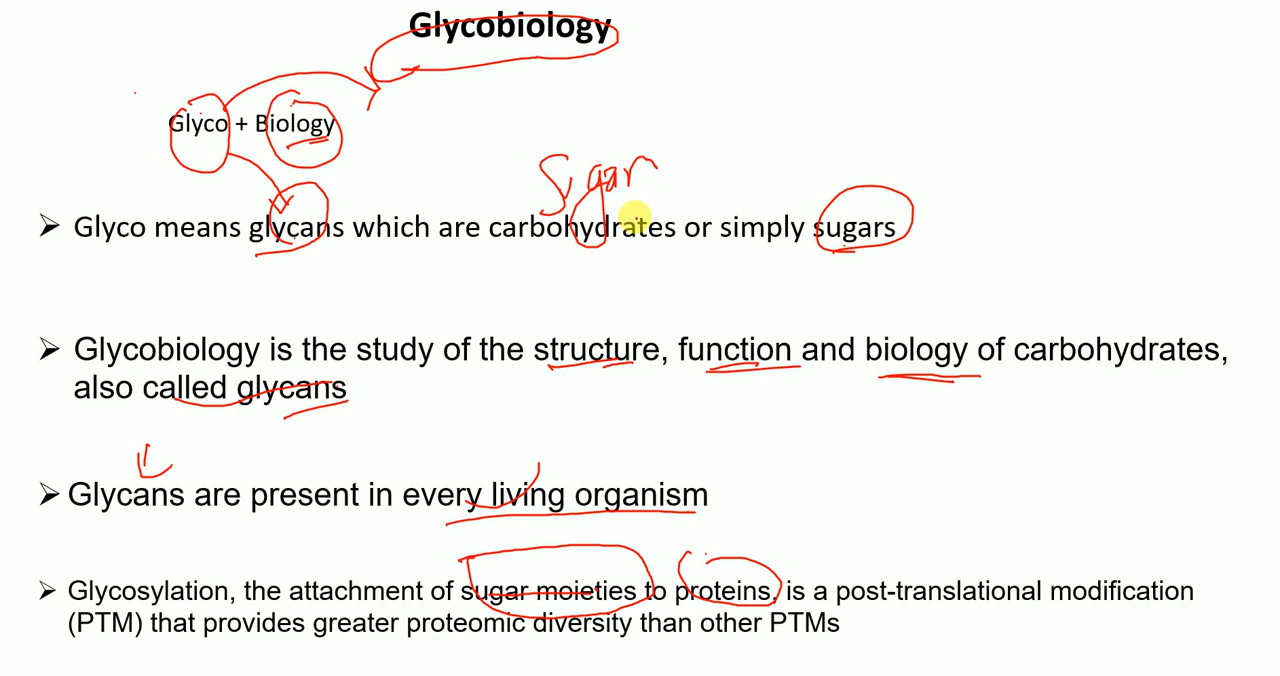 Glycobiology
Glyco + Biology
Sugar
Glyco means glycans which are carbohydrates or simply sugars
Glycobiology is the study of the structure, function and biology of carbohydrates,
also called glycans
Glycans are present in every living organism
Glycosylation, the attachment of sugar moieties to proteins, is a post-translational modification
(PTM) that provides greater proteomic diversity than other PTMs